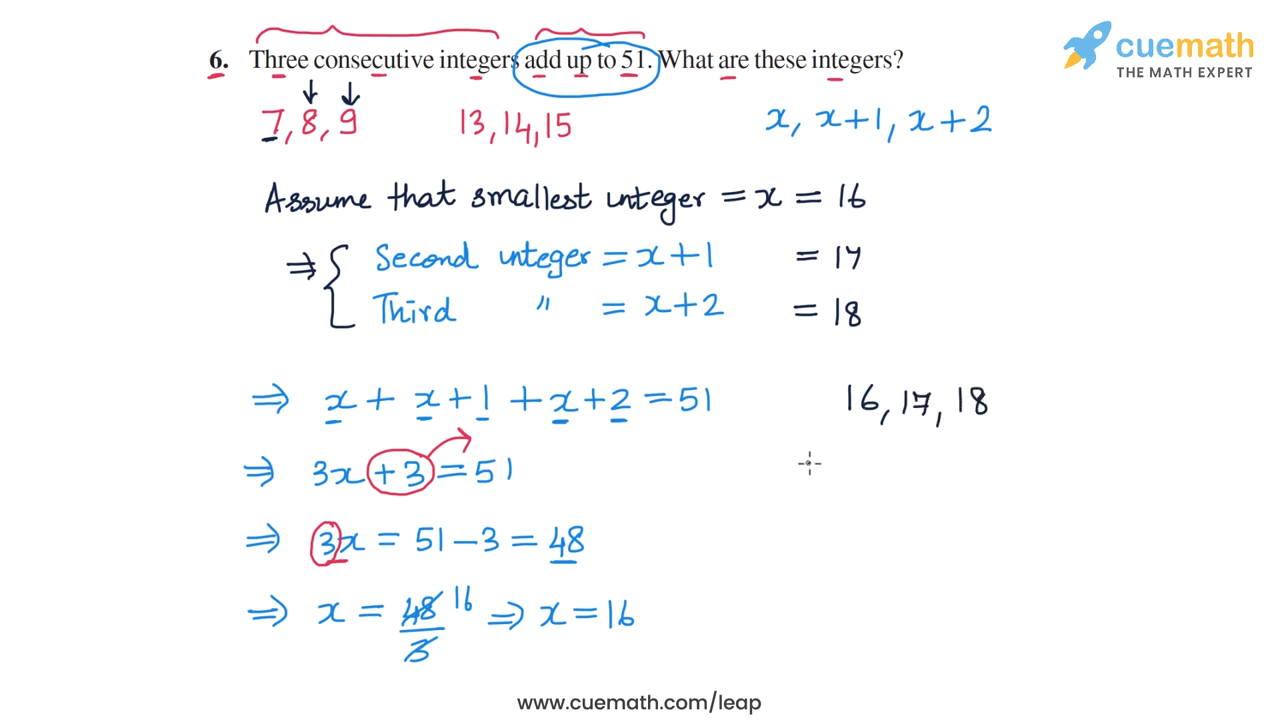 cuemath
THE MATH EXPERT
6. Three consecutive integers add up to 51. What are these integers?
7, 8, 9 13, 14, 15 x, x+1, x+2
Assume that smallest integer = x = 16
⇒ { Second integer = x+1 = 17
Third " = x+2 = 18
⇒ x + x+1 + x+2 = 51 16, 17, 18
⇒ 3x +3 = 51
⇒ 3x = 51 − 3 = 48
⇒ x = 48/3 16 ⇒ x = 16
www.cuemath.com/leap